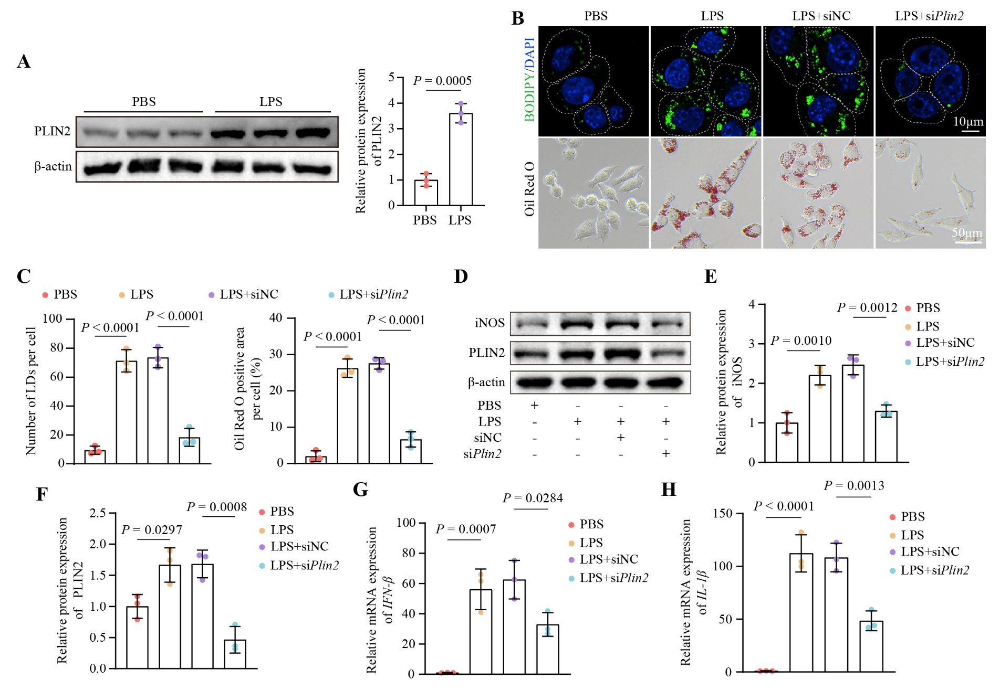 A
PBS LPS
PLIN2
β-actin
Relative protein expression
of PLIN2
5
4
3
2
1
0
P = 0.0005
PBS LPS
B
PBS LPS LPS+siNC LPS+siPlin2
BODIPY/DAPI
10μm
Oil Red O
50μm
C
PBS LPS LPS+siNC LPS+siPlin2
Number of LDs per cell
100
80
60
40
20
0
P < 0.0001
P < 0.0001
Oil Red O positive area
per cell (%)
40
30
20
10
0
P < 0.0001
P < 0.0001
D
iNOS
PLIN2
β-actin
PBS + - - -
LPS - + + +
siNC - - + -
siPlin2 - - - +
E
Relative protein expression
of iNOS
4
3
2
1
0
P = 0.0010
P = 0.0012
PBS
LPS
LPS+siNC
LPS+siPlin2
F
Relative protein expression
of PLIN2
2.5
2.0
1.5
1.0
0.5
0.0
P = 0.0297
P = 0.0008
PBS
LPS
LPS+siNC
LPS+siPlin2
G
Relative mRNA expression
of IFN-β
100
80
60
40
20
0
P = 0.0007
P = 0.0284
PBS
LPS
LPS+siNC
LPS+siPlin2
H
Relative mRNA expression
of IL-1β
150
100
50
0
P < 0.0001
P = 0.0013
PBS
LPS
LPS+siNC
LPS+siPlin2